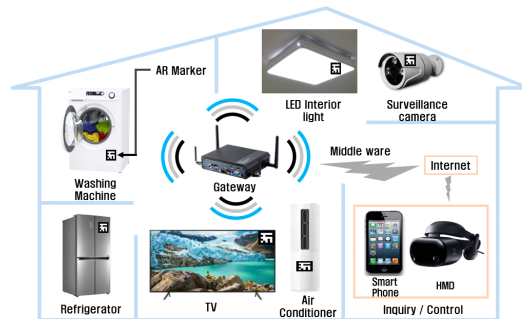 AR Marker
LED Interior
light
Surveillance
camera
Washing
Machine
Gateway
Middle ware
Internet
Refrigerator
TV
Air
Conditioner
Smart
Phone
HMD
Inquiry / Control